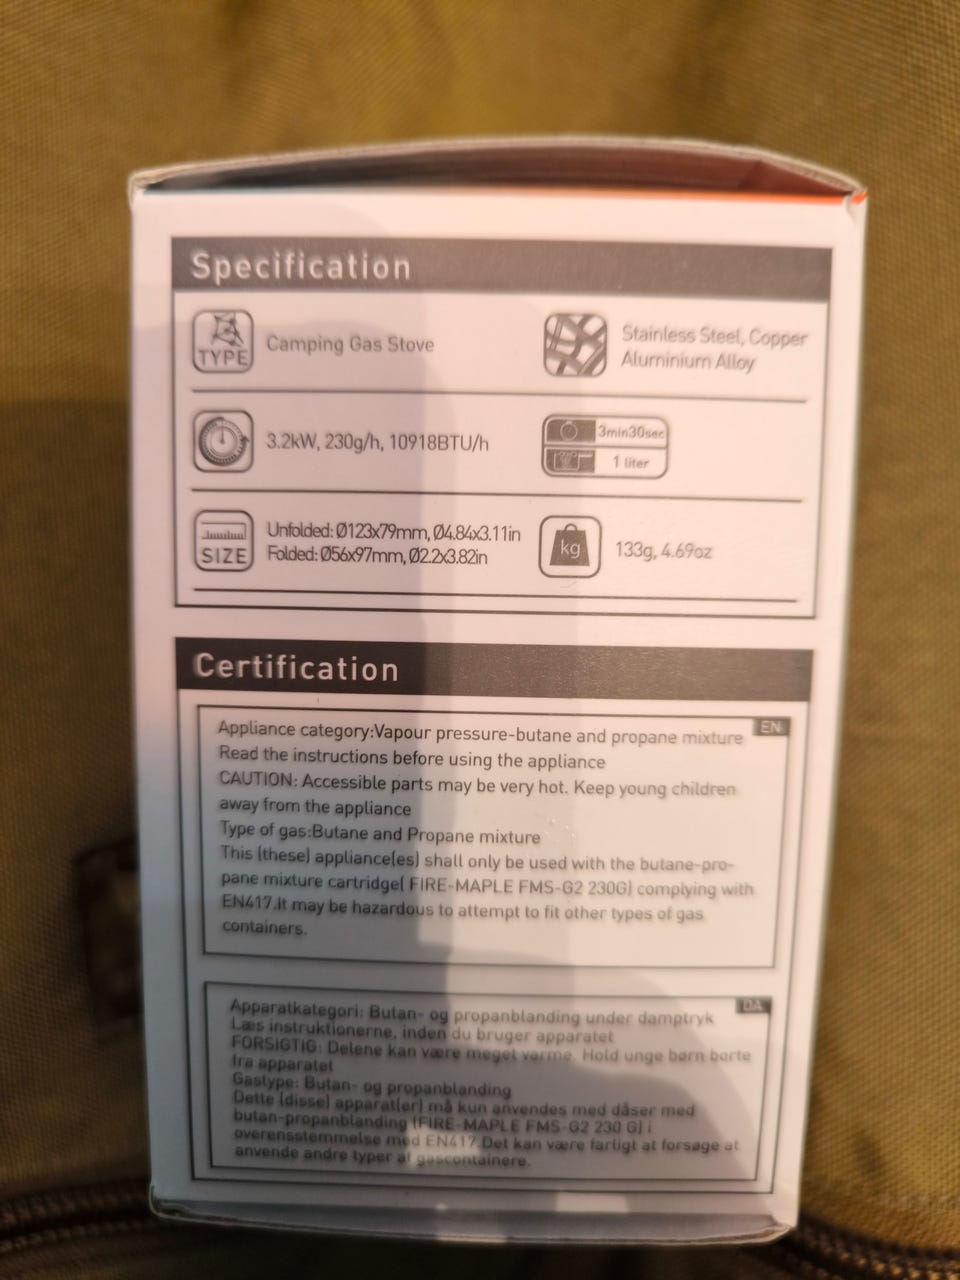 Specification
TYPE
Camping Gas Stove
Stainless Steel, Copper
Aluminium Alloy
3.2kW, 230g/h, 10918BTU/h
3min30sec
1 liter
SIZE
Unfolded: Ø123x79mm, Ø4.84x3.11in
Folded: Ø56x97mm, Ø2.2x3.82in
kg
133g, 4.69oz
Certification
EN
Appliance category:Vapour pressure-butane and propane mixture
Read the instructions before using the appliance
CAUTION: Accessible parts may be very hot. Keep young children
away from the appliance
Type of gas:Butane and Propane mixture
This (these) appliance(es) shall only be used with the butane-pro-
pane mixture cartridge( FIRE-MAPLE FMS-G2 230G) complying with
EN417.It may be hazardous to attempt to fit other types of gas
containers.
DA
Apparatkategori: Butan- og propanblanding under damptryk
Læs instruktionerne, inden du bruger apparatet
FORSIGTIG: Delene kan være meget varme. Hold unge børn borte
fra apparatet
Gastype: Butan- og propanblanding
Dette (disse) apparat(er) må kun anvendes med dåser med
butan-propanblanding (FIRE-MAPLE FMS-G2 230 G) i
overensstemmelse med EN417.Det kan være farligt at forsøge at
anvende andre typer af gascontainere.